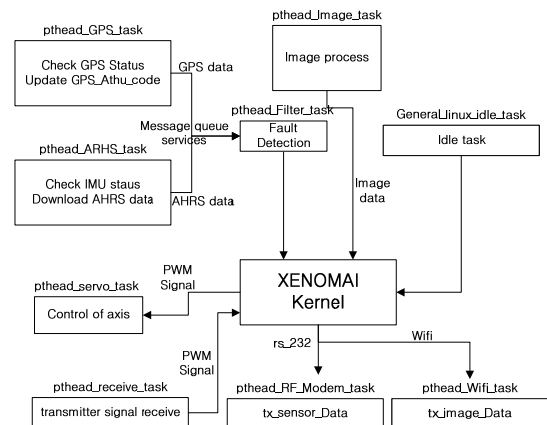 pthead_Image_task
pthead_GPS_task
Check GPS Status
Update GPS_Athu_code
GPS data
Image process
pthead_Filter_task
Message queue
services
Fault
Detection
General_linux_idle_task
Idle task
pthead_ARHS_task
Check IMU staus
Download AHRS data
AHRS data
Image
data
XENOMAI
Kernel
PWM
Signal
pthead_servo_task
Control of axis
PWM
Signal
rs_232
Wifi
pthead_receive_task
transmitter signal receive
pthead_RF_Modem_task
tx_sensor_Data
pthead_Wifi_task
tx_image_Data